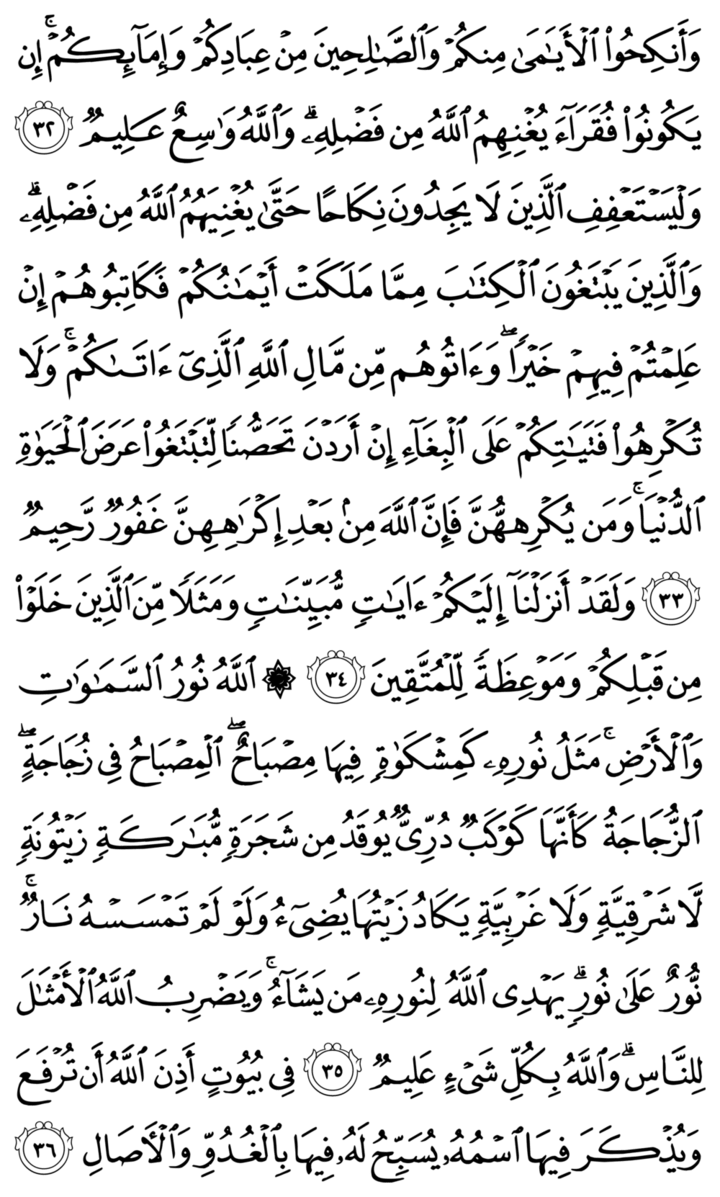 وَأَنكِحُوا۟ ٱلْأَيَـٰمَىٰ مِنكُمْ وَٱلصَّـٰلِحِينَ مِنْ عِبَادِكُمْ وَإِمَآئِكُمْ ۚ إِن
يَكُونُوا۟ فُقَرَآءَ يُغْنِهِمُ ٱللَّهُ مِن فَضْلِهِۦ ۗ وَٱللَّهُ وَٰسِعٌ عَلِيمٌ ٣٢
وَلْيَسْتَعْفِفِ ٱلَّذِينَ لَا يَجِدُونَ نِكَاحًا حَتَّىٰ يُغْنِيَهُمُ ٱللَّهُ مِن فَضْلِهِۦ ۗ
وَٱلَّذِينَ يَبْتَغُونَ ٱلْكِتَـٰبَ مِمَّا مَلَكَتْ أَيْمَـٰنُكُمْ فَكَاتِبُوهُمْ إِنْ
عَلِمْتُمْ فِيهِمْ خَيْرًا ۖ وَءَاتُوهُم مِّن مَّالِ ٱللَّهِ ٱلَّذِىٓ ءَاتَىٰكُمْ ۚ وَلَا
تُكْرِهُوا۟ فَتَيَـٰتِكُمْ عَلَى ٱلْبِغَآءِ إِنْ أَرَدْنَ تَحَصُّنًا لِّتَبْتَغُوا۟ عَرَضَ ٱلْحَيَوٰةِ
ٱلدُّنْيَا ۚ وَمَن يُكْرِههُّنَّ فَإِنَّ ٱللَّهَ مِنۢ بَعْدِ إِكْرَٰهِهِنَّ غَفُورٌ رَّحِيمٌ
٣٣ وَلَقَدْ أَنزَلْنَآ إِلَيْكُمْ ءَايَـٰتٍ مُّبَيِّنَـٰتٍ وَمَثَلًا مِّنَ ٱلَّذِينَ خَلَوْا۟
مِن قَبْلِكُمْ وَمَوْعِظَةً لِّلْمُتَّقِينَ ٣٤ ۞ ٱللَّهُ نُورُ ٱلسَّمَـٰوَٰتِ
وَٱلْأَرْضِ ۚ مَثَلُ نُورِهِۦ كَمِشْكَوٰةٍ فِيهَا مِصْبَاحٌ ۖ ٱلْمِصْبَاحُ فِى زُجَاجَةٍ ۖ
ٱلزُّجَاجَةُ كَأَنَّهَا كَوْكَبٌ دُرِّىٌّ يُوقَدُ مِن شَجَرَةٍ مُّبَـٰرَكَةٍ زَيْتُونَةٍ
لَّا شَرْقِيَّةٍ وَلَا غَرْبِيَّةٍ يَكَادُ زَيْتُهَا يُضِىٓءُ وَلَوْ لَمْ تَمْسَسْهُ نَارٌ ۚ
نُّورٌ عَلَىٰ نُورٍ ۗ يَهْدِى ٱللَّهُ لِنُورِهِۦ مَن يَشَآءُ ۚ وَيَضْرِبُ ٱللَّهُ ٱلْأَمْثَـٰلَ
لِلنَّاسِ ۗ وَٱللَّهُ بِكُلِّ شَىْءٍ عَلِيمٌ ٣٥ فِى بُيُوتٍ أَذِنَ ٱللَّهُ أَن تُرْفَعَ
وَيُذْكَرَ فِيهَا ٱسْمُهُۥ يُسَبِّحُ لَهُۥ فِيهَا بِٱلْغُدُوِّ وَٱلْـَٔاصَالِ ٣٦